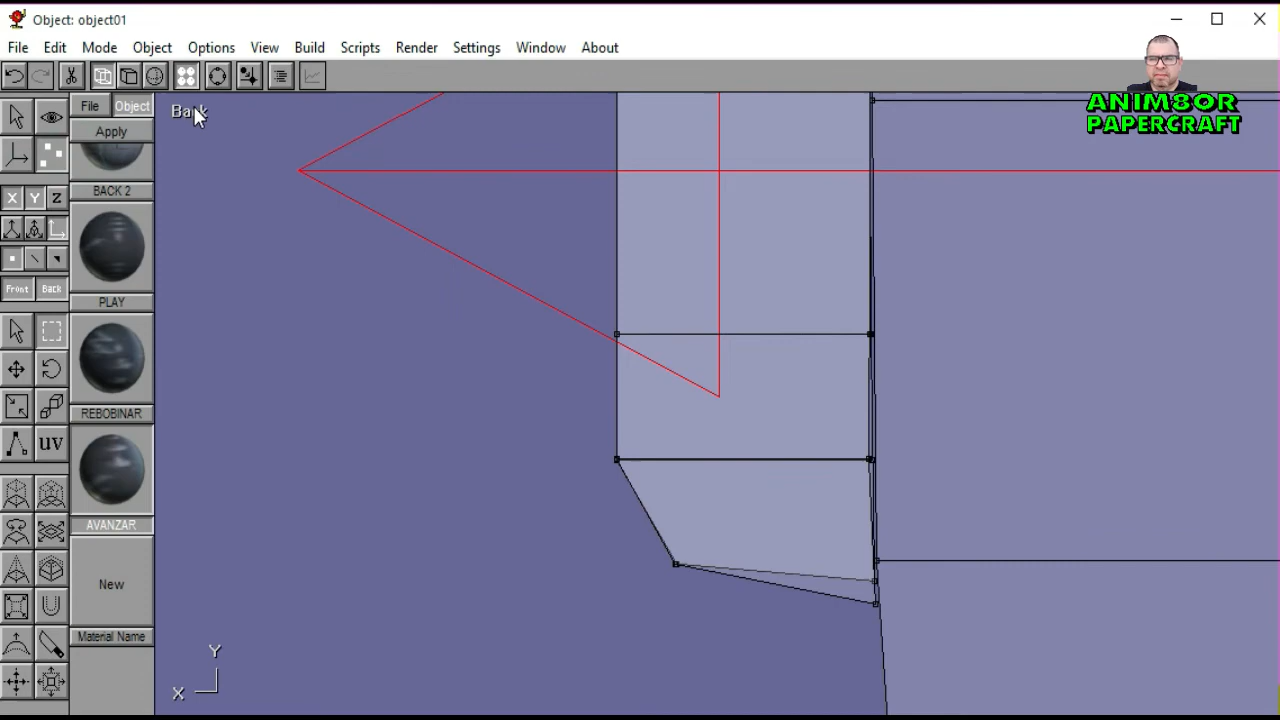 Object: object01
File Edit Mode Object Options View Build Scripts Render Settings Window About
ANIM8OR
PAPERCRAFT
File Object
Back
Apply
BACK 2
X Y Z
PLAY
Front Back
REBOBINAR
UV
AVANZAR
New
Material Name
Y
X